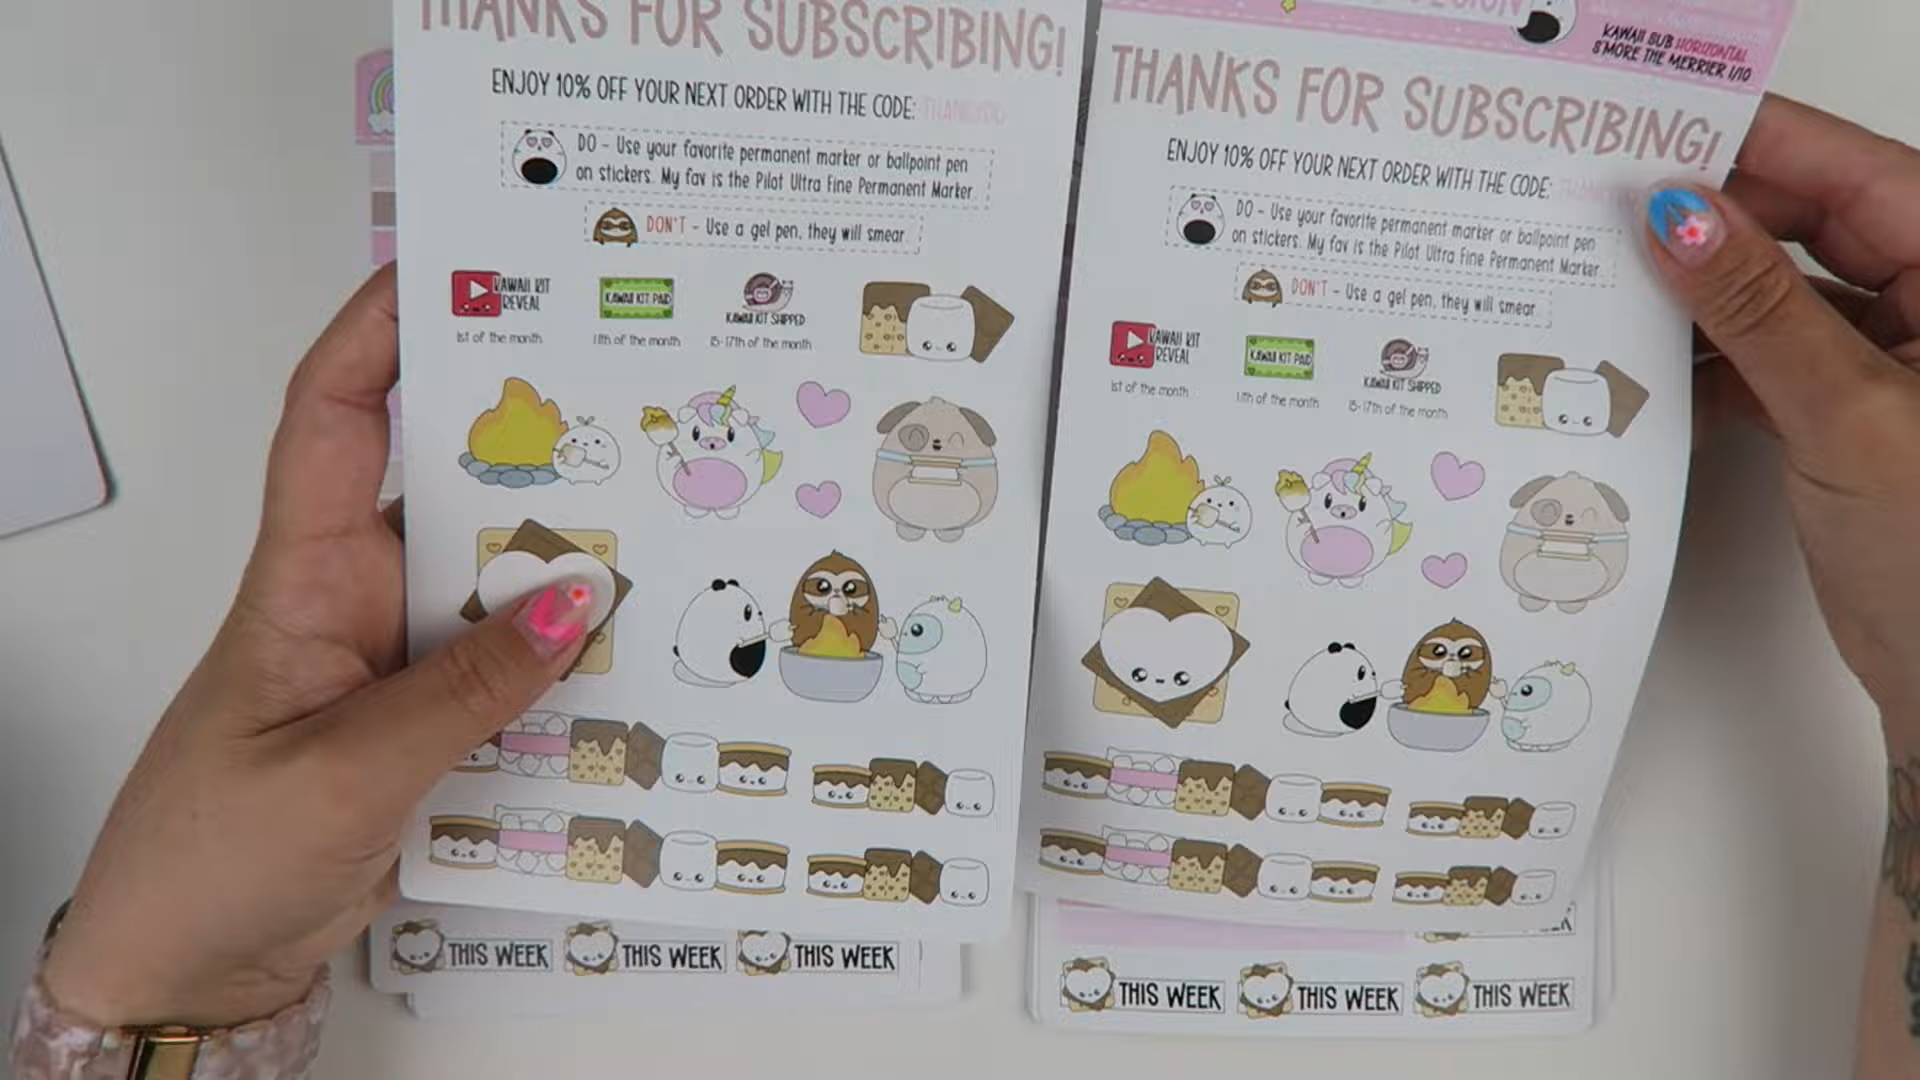 THANKS FOR SUBSCRIBING!
ENJOY 10% OFF YOUR NEXT ORDER WITH THE CODE: THANKYOU
DO - Use your favorite permanent marker or ballpoint pen
on stickers. My fav is the Pilot Ultra Fine Permanent Marker.
DON'T - Use a gel pen, they will smear.
KAWAII KIT
REVEAL
1st of the month
KAWAII KIT PAID
11th of the month
KAWAII KIT SHIPPED
15-17th of the month
THIS WEEK
THIS WEEK
THIS WEEK
KAWAII SUB HORIZONTAL
S'MORE THE MERRIER 1/10
THANKS FOR SUBSCRIBING!
ENJOY 10% OFF YOUR NEXT ORDER WITH THE CODE:
DO - Use your favorite permanent marker or ballpoint pen
on stickers. My fav is the Pilot Ultra Fine Permanent Marker.
DON'T - Use a gel pen, they will smear.
KAWAII KIT
REVEAL
1st of the month
KAWAII KIT PAID
11th of the month
KAWAII KIT SHIPPED
15-17th of the month
THIS WEEK
THIS WEEK
THIS WEEK